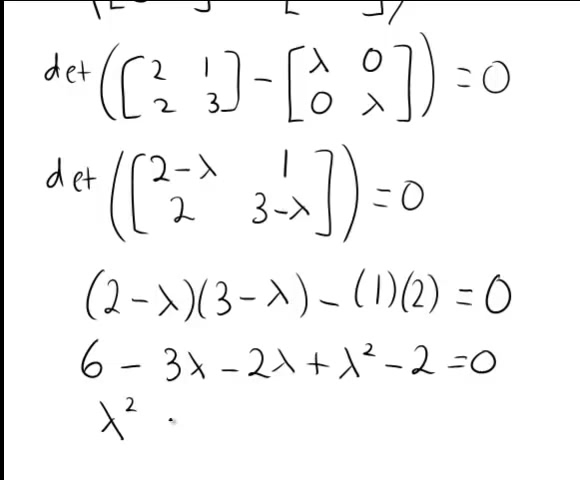 det([2 1 2 3] - [λ 0 0 λ]) = 0
det([2-λ 1 2 3-λ]) = 0
(2-λ)(3-λ) - (1)(2) = 0
6 - 3λ - 2λ + λ² - 2 = 0
λ²